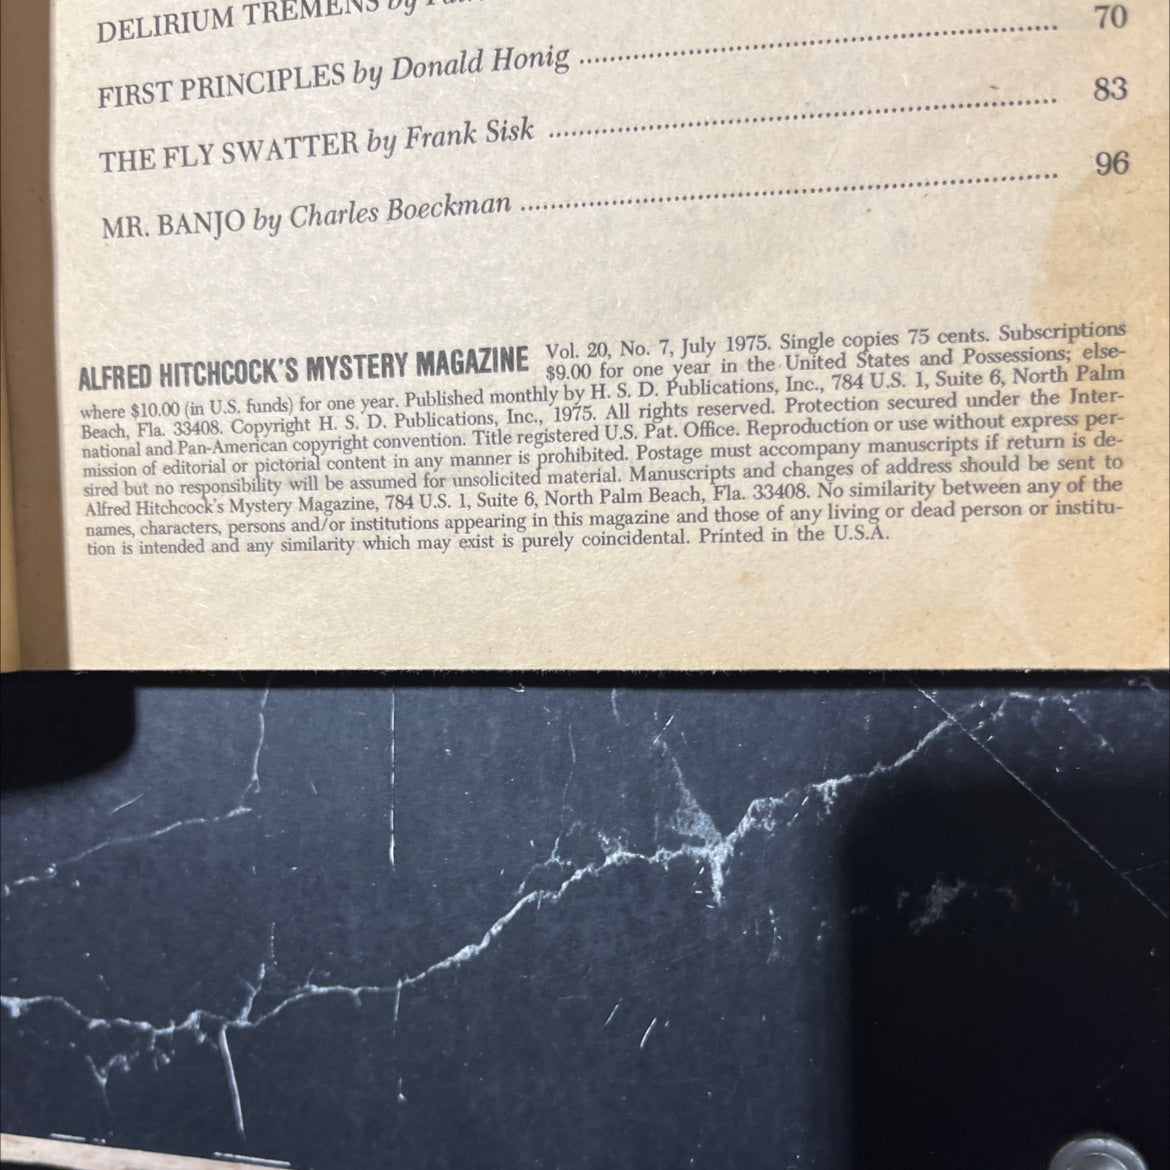 DELIRIUM TREMENS by
FIRST PRINCIPLES by Donald Honig ........ 70
THE FLY SWATTER by Frank Sisk ........ 83
MR. BANJO by Charles Boeckman ........ 96
ALFRED HITCHCOCK'S MYSTERY MAGAZINE Vol. 20, No. 7, July 1975. Single copies 75 cents. Subscriptions
$9.00 for one year in the United States and Possessions; else-
where $10.00 (in U.S. funds) for one year. Published monthly by H. S. D. Publications, Inc., 784 U.S. 1, Suite 6, North Palm
Beach, Fla. 33408. Copyright H. S. D. Publications, Inc., 1975. All rights reserved. Protection secured under the Inter-
national and Pan-American copyright convention. Title registered U.S. Pat. Office. Reproduction or use without express per-
mission of editorial or pictorial content in any manner is prohibited. Postage must accompany manuscripts if return is de-
sired but no responsibility will be assumed for unsolicited material. Manuscripts and changes of address should be sent to
Alfred Hitchcock's Mystery Magazine, 784 U.S. 1, Suite 6, North Palm Beach, Fla. 33408. No similarity between any of the
names, characters, persons and/or institutions appearing in this magazine and those of any living or dead person or institu-
tion is intended and any similarity which may exist is purely coincidental. Printed in the U.S.A.